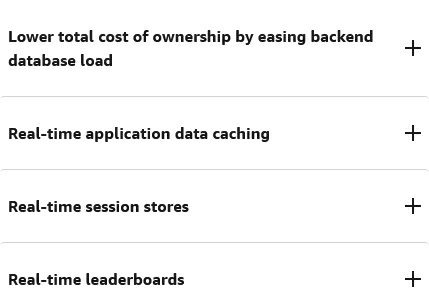 Lower total cost of ownership by easing backend
database load
Real-time application data caching
Real-time session stores
Real-time leaderboards